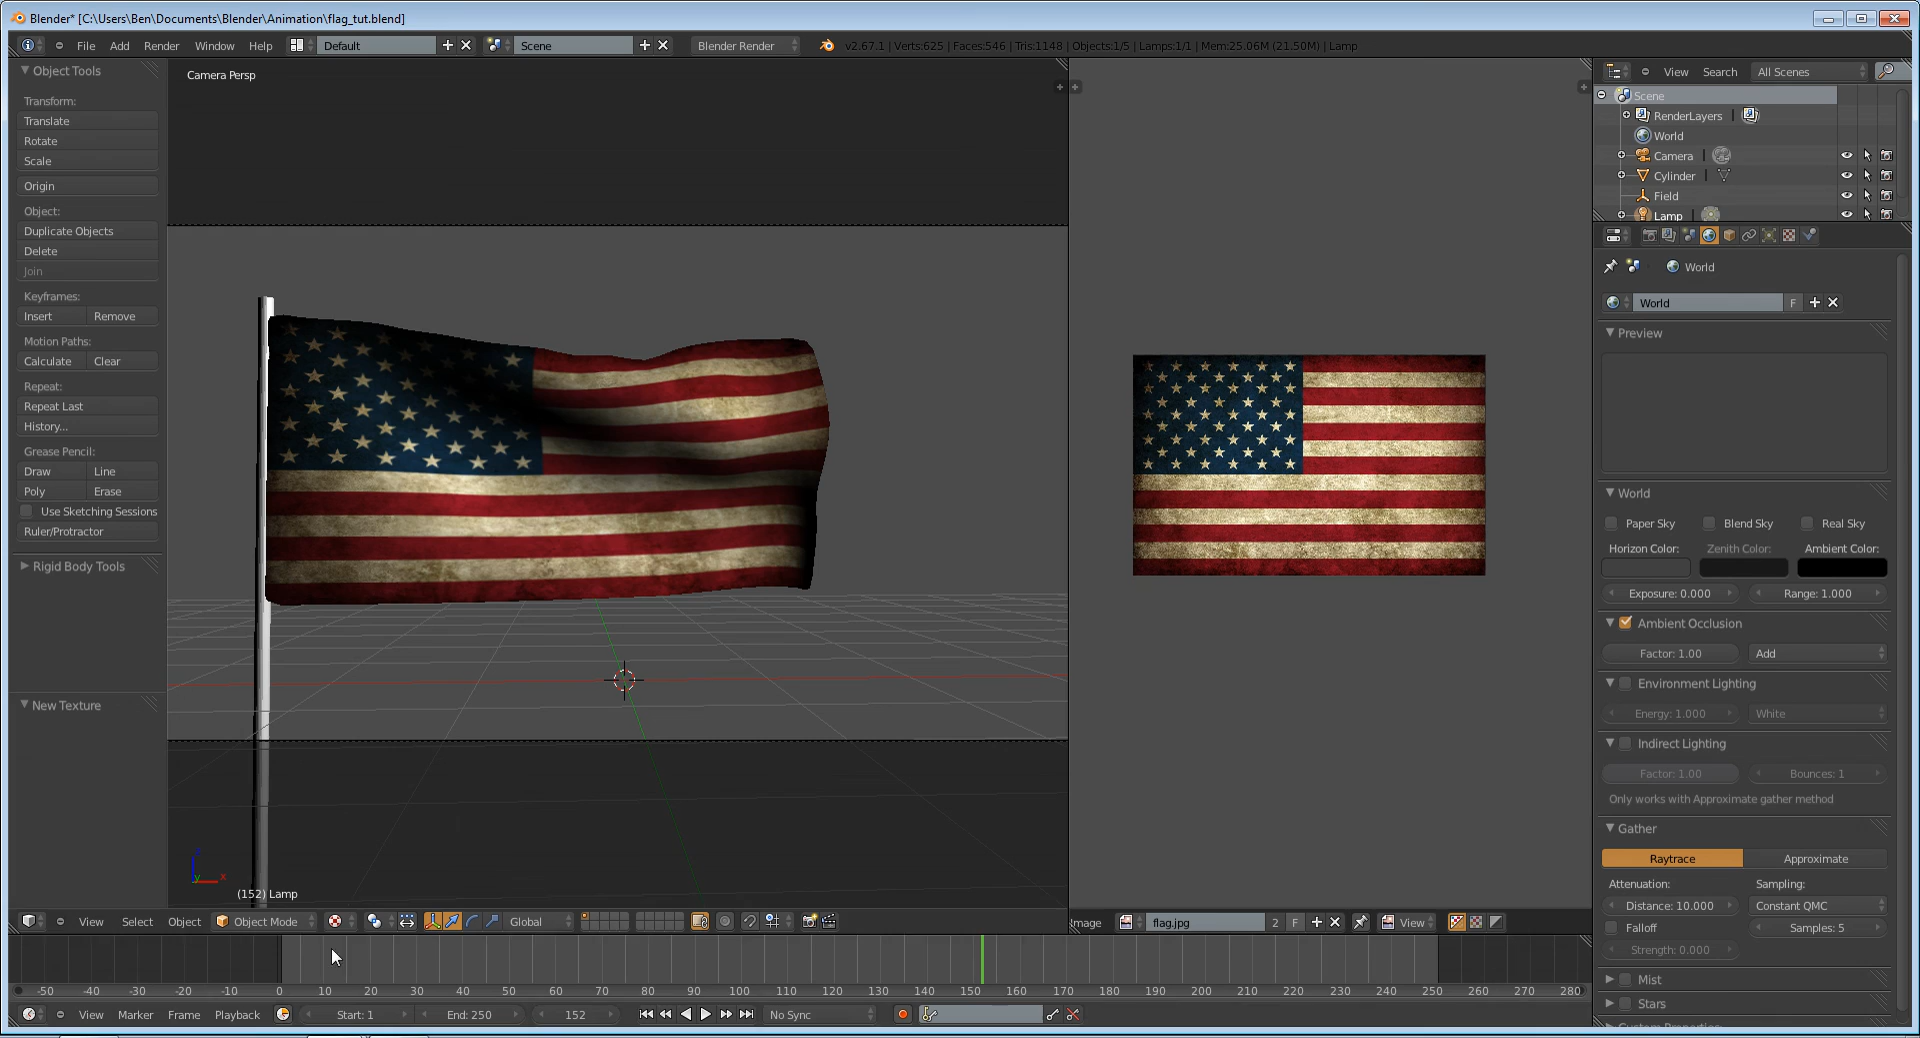 Blender* [C:\Users\Ben\Documents\Blender\Animation\flag_tut.blend]
File Add Render Window Help Default Scene Blender Render v2.67.1 | Verts:625 | Faces:546 | Tris:1148 | Objects:1/5 | Lamps:1/1 | Mem:25.06M (21.50M) | Lamp
Object Tools
Transform:
Translate
Rotate
Scale
Origin
Object:
Duplicate Objects
Delete
Join
Keyframes:
Insert Remove
Motion Paths:
Calculate Clear
Repeat:
Repeat Last
History...
Grease Pencil:
Draw Line
Poly Erase
Use Sketching Sessions
Ruler/Protractor
Rigid Body Tools
New Texture
Camera Persp
(152) Lamp
View Select Object Object Mode Global
Image flag.jpg 2 F View
View Search All Scenes
Scene
RenderLayers
World
Camera
Cylinder
Field
Lamp
World
World F
Preview
World
Paper Sky Blend Sky Real Sky
Horizon Color: Zenith Color: Ambient Color:
Exposure: 0.000 Range: 1.000
Ambient Occlusion
Factor: 1.00 Add
Environment Lighting
Energy: 1.000 White
Indirect Lighting
Factor: 1.00 Bounces: 1
Only works with Approximate gather method
Gather
Raytrace Approximate
Attenuation: Sampling:
Distance: 10.000 Constant QMC
Falloff Samples: 5
Strength: 0.000
Mist
Stars
Custom Properties
-50 -40 -30 -20 -10 0 10 20 30 40 50 60 70 80 90 100 110 120 130 140 150 160 170 180 190 200 210 220 230 240 250 260 270 280
View Marker Frame Playback Start: 1 End: 250 152 No Sync